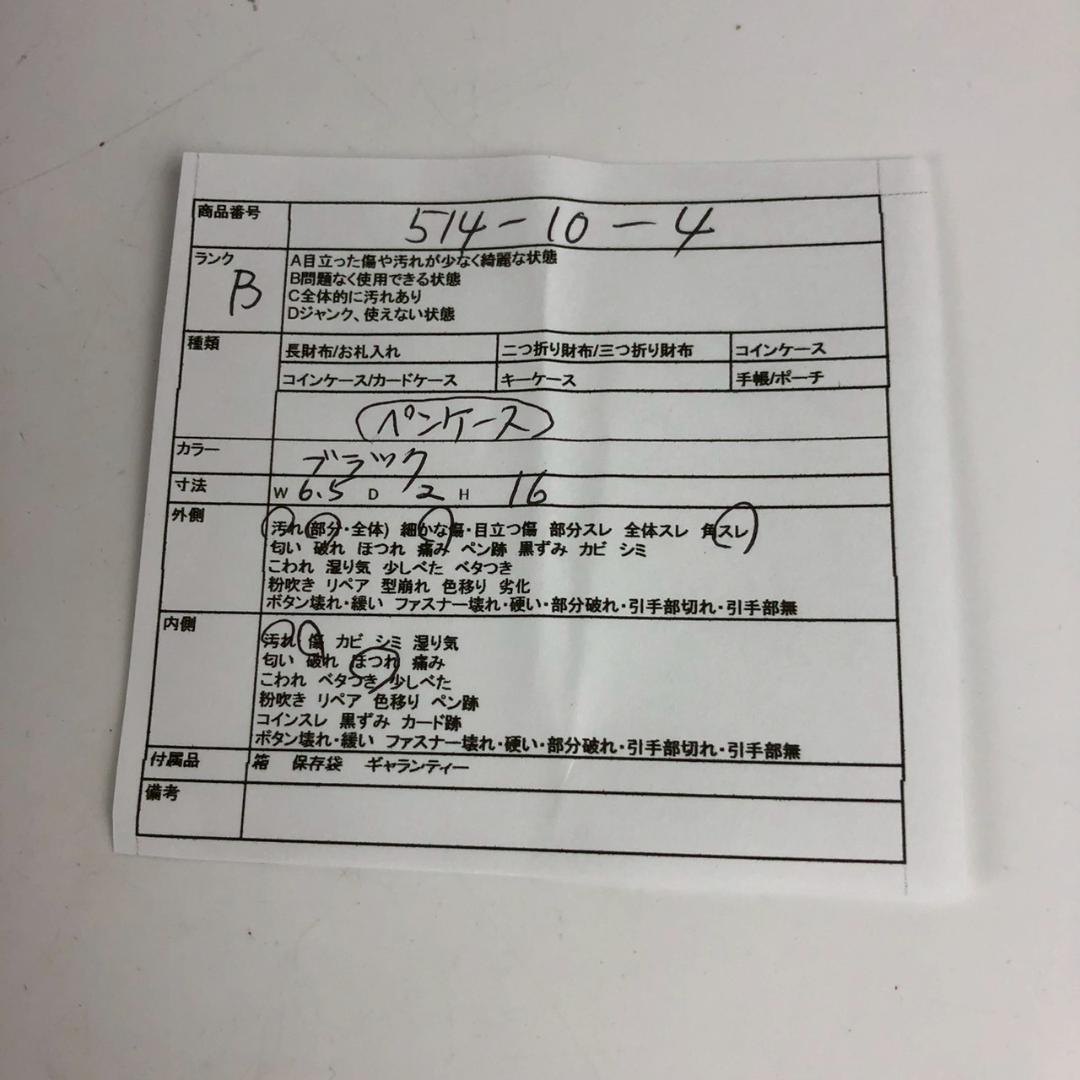 商品番号 514-10-4
ランク B
A目立った傷や汚れが少なく綺麗な状態
B問題なく使用できる状態
C全体的に汚れあり
Dジャンク、使えない状態
種類
長財布/お札入れ 二つ折り財布/三つ折り財布 コインケース
コインケース/カードケース キーケース 手帳/ポーチ
ペンケース
カラー ブラック
寸法 W 6.5 D 2 H 16
外側 汚れ(部分・全体) 細かな傷・目立つ傷 部分スレ 全体スレ 角スレ
匂い 破れ ほつれ 痛み ペン跡 黒ずみ カビ シミ
こわれ 湿り気 少しべた ベタつき
粉吹き リペア 型崩れ 色移り 劣化
ボタン壊れ・緩い ファスナー壊れ・硬い・部分破れ・引手部切れ・引手部無
内側 汚れ 傷 カビ シミ 湿り気
匂い 破れ ほつれ 痛み
こわれ ベタつき 少しべた
粉吹き リペア 色移り ペン跡
コインスレ 黒ずみ カード跡
ボタン壊れ・緩い ファスナー壊れ・硬い・部分破れ・引手部切れ・引手部無
付属品 箱 保存袋 ギャランティー
備考